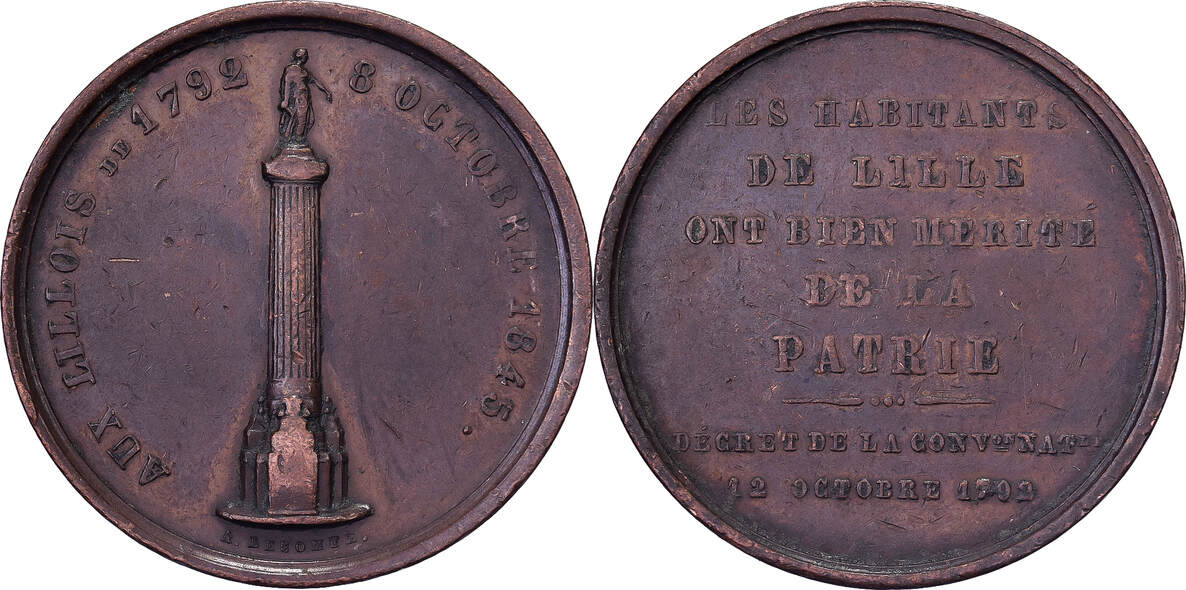 AUX LILLOIS DE 1792 8 OCTOBRE 1845.
A. LECOMTE.
LES HABITANTS
DE LILLE
ONT BIEN MÉRITÉ
DE LA
PATRIE
DÉCRET DE LA CONVON NATLE
12 OCTOBRE 1792